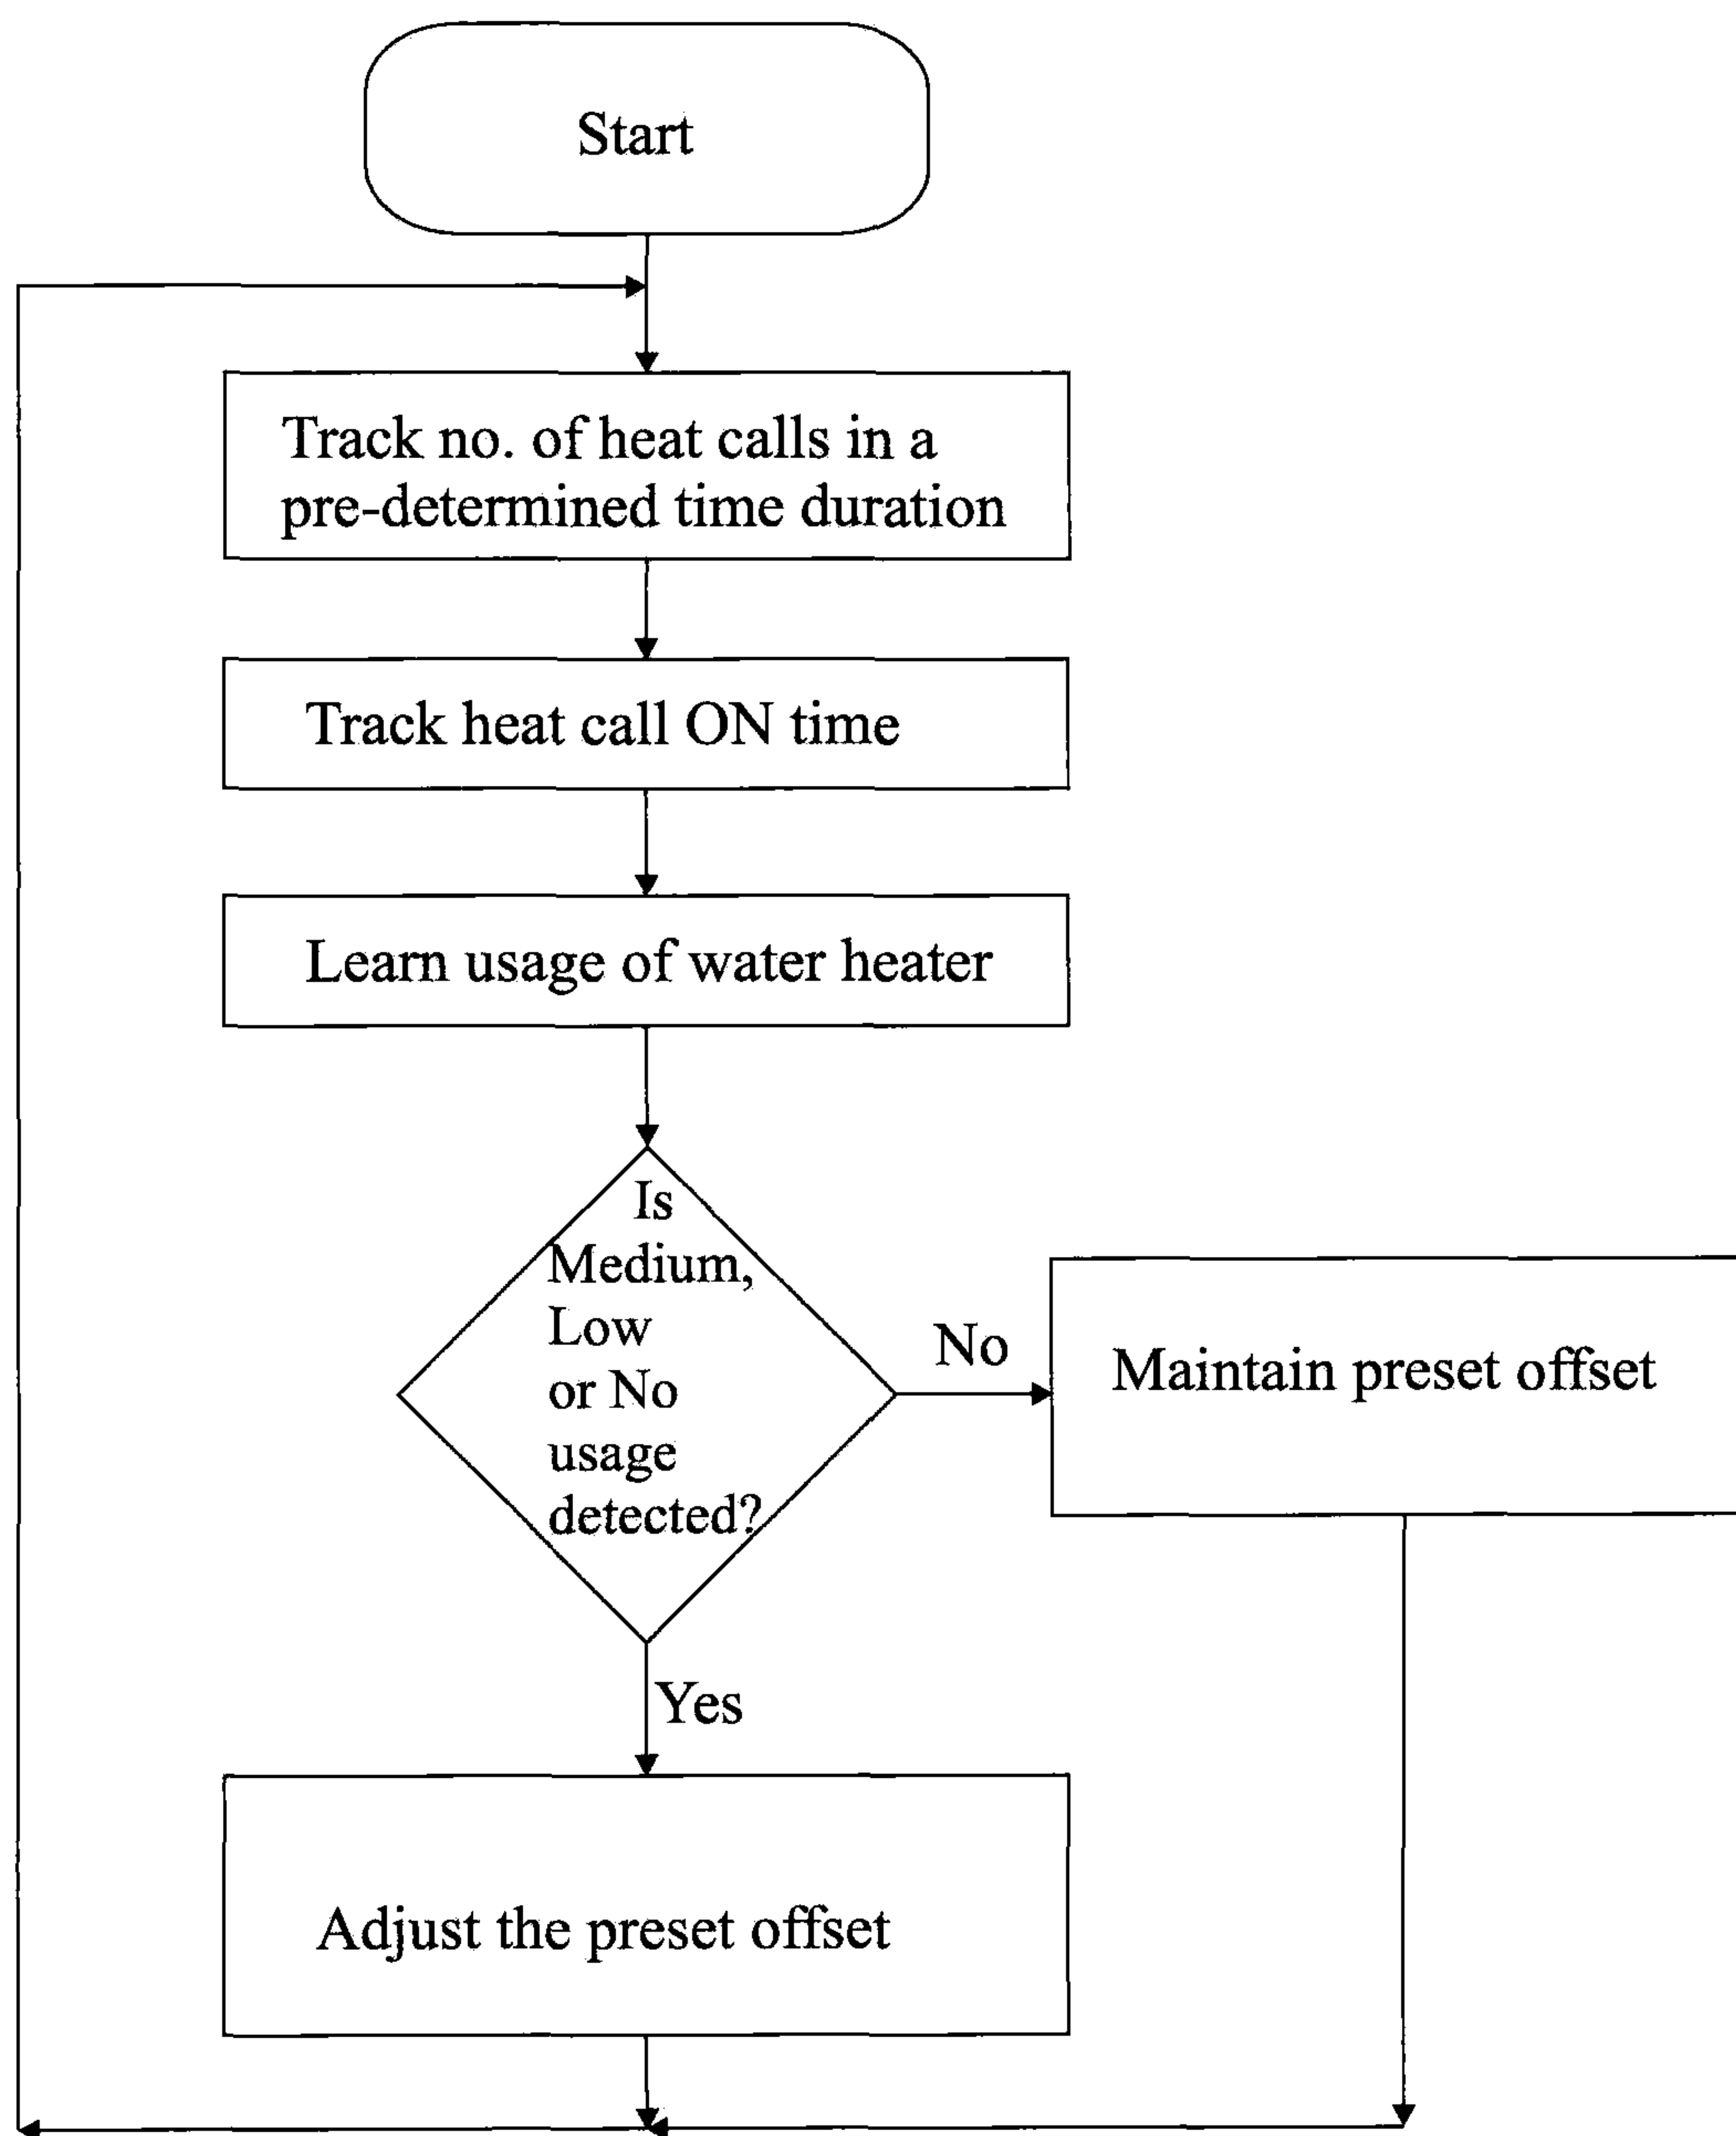 Start
Track no. of heat calls in a
pre-determined time duration
Track heat call ON time
Learn usage of water heater
Is
Medium,
Low
or No
usage
detected?
No
Maintain preset offset
Yes
Adjust the preset offset